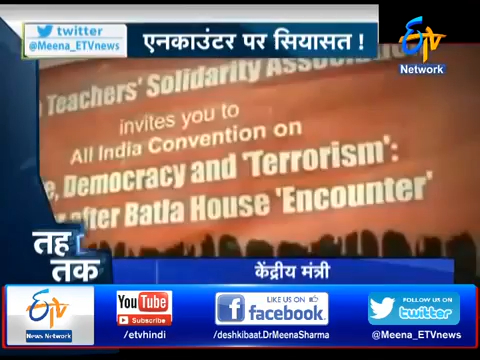 twitter
@Meena_ETVnews
एनकाउंटर पर सियासत !
ETV
Network
Teachers' Solidarity
invites you to
All India Convention on
Democracy and 'Terrorism':
after Batla House 'Encounter'
तह
तक
केंद्रीय मंत्री
ETV
News Network
YouTube
Subscribe
/etvhindi
LIKE US ON
facebook
/deshkibaat.DrMeenaSharma
FOLLOW US ON
twitter
@Meena_ETVnews